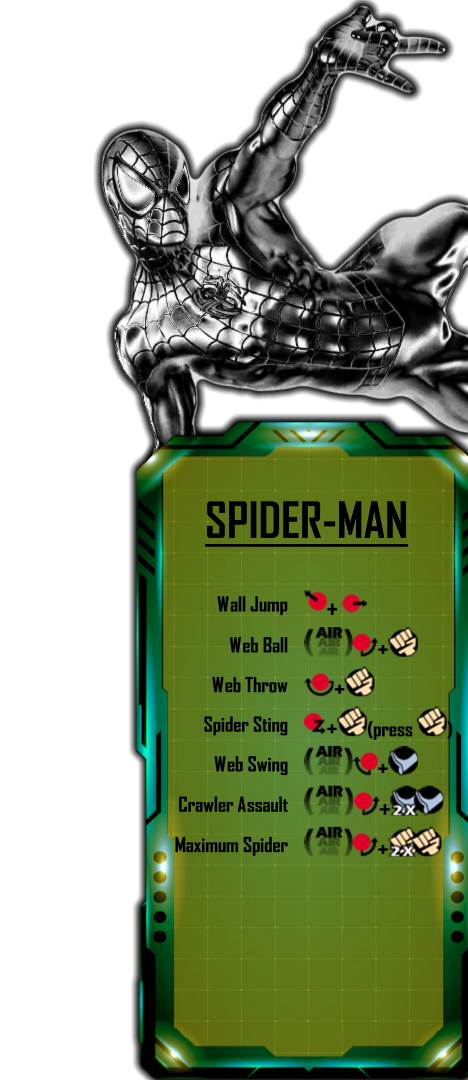 SPIDER-MAN
Wall Jump +
Web Ball (AIR) +
Web Throw +
Spider Sting Z + (press )
Web Swing (AIR) +
Crawler Assault (AIR) + 2X
Maximum Spider (AIR) + 2X